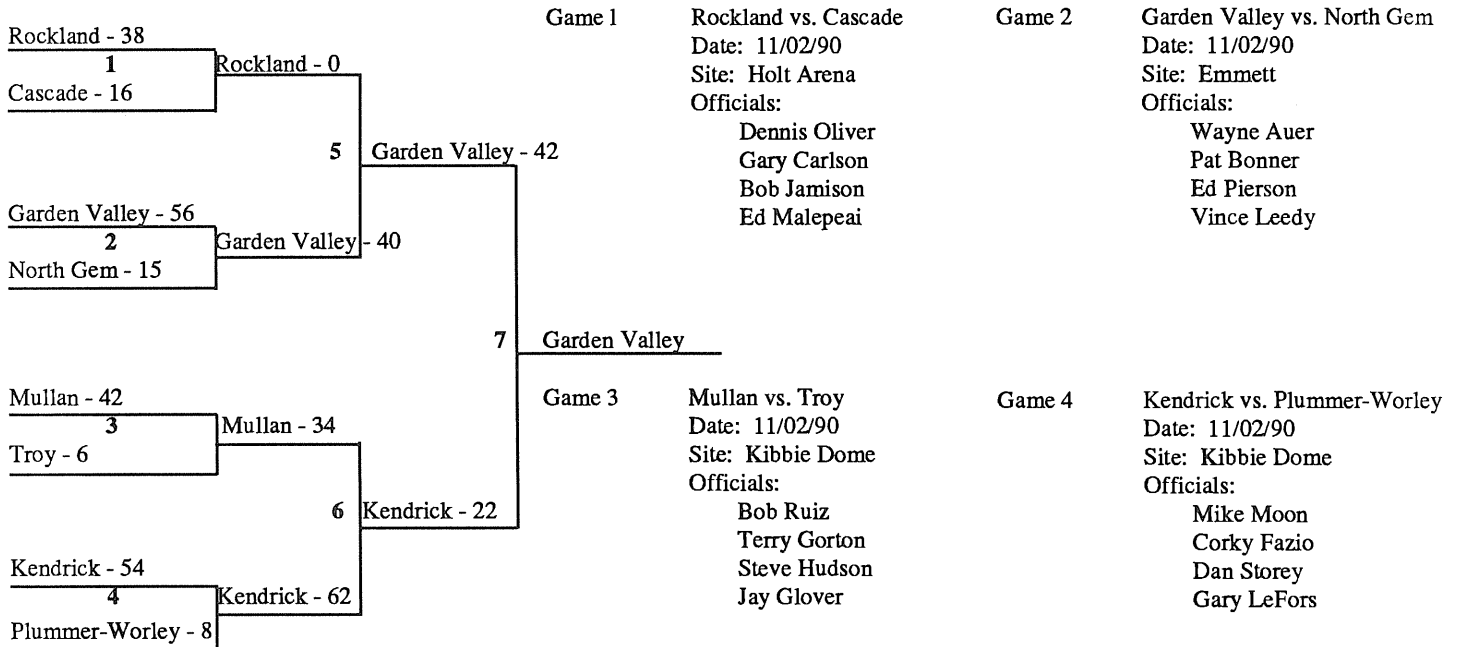 Rockland - 38
1
Cascade - 16
Rockland - 0
5
Garden Valley - 56
2
North Gem - 15
Garden Valley - 40
Garden Valley - 42
7
Garden Valley
Mullan - 42
3
Troy - 6
Mullan - 34
6
Kendrick - 54
4
Plummer-Worley - 8
Kendrick - 62
Kendrick - 22
Game 1
Rockland vs. Cascade
Date: 11/02/90
Site: Holt Arena
Officials:
Dennis Oliver
Gary Carlson
Bob Jamison
Ed Malepeai
Game 2
Garden Valley vs. North Gem
Date: 11/02/90
Site: Emmett
Officials:
Wayne Auer
Pat Bonner
Ed Pierson
Vince Leedy
Game 3
Mullan vs. Troy
Date: 11/02/90
Site: Kibbie Dome
Officials:
Bob Ruiz
Terry Gorton
Steve Hudson
Jay Glover
Game 4
Kendrick vs. Plummer-Worley
Date: 11/02/90
Site: Kibbie Dome
Officials:
Mike Moon
Corky Fazio
Dan Storey
Gary LeFors